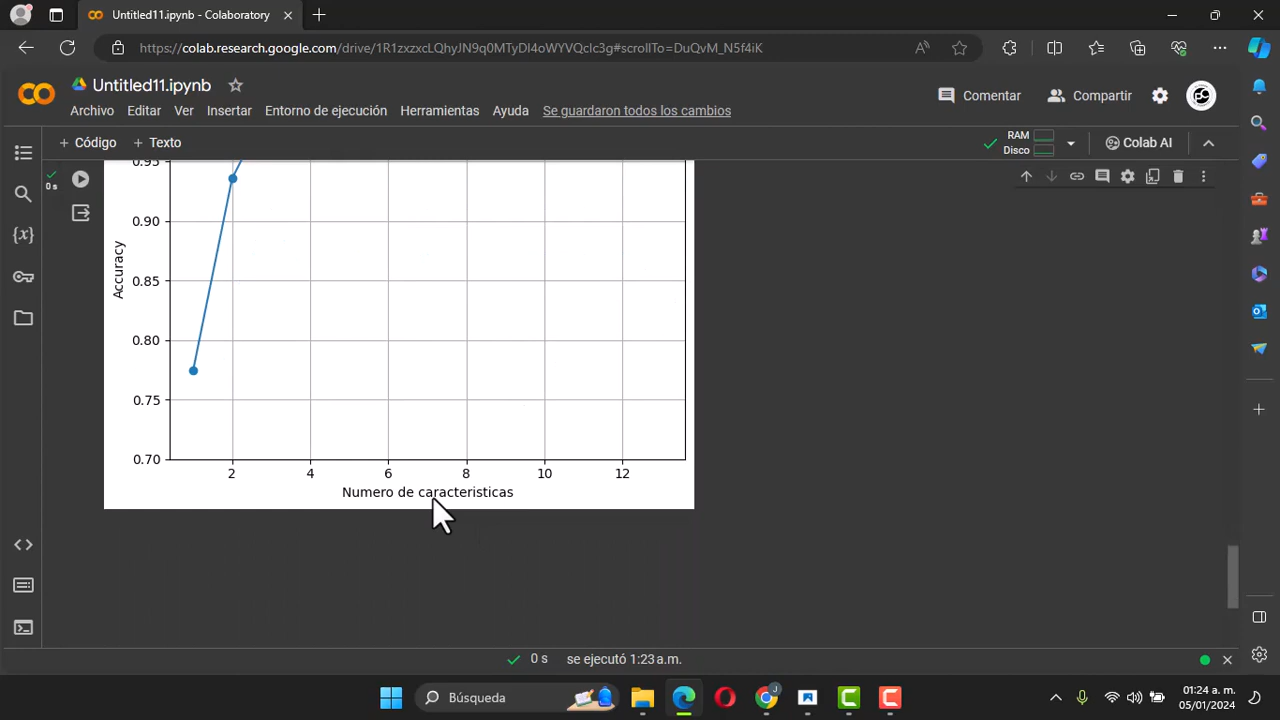 Untitled11.ipynb - Colaboratory
https://colab.research.google.com/drive/1R1zxzxcLQhyJN9q0MTyDl4oWYVQcIc3g#scrollTo=DuQvM_N5f4iK
Untitled11.ipynb
Archivo Editar Ver Insertar Entorno de ejecución Herramientas Ayuda Se guardaron todos los cambios
Comentar Compartir
+ Código + Texto
RAM
Disco
Colab AI
0 s
0.95
0.90
0.85
0.80
0.75
0.70
Accuracy
2 4 6 8 10 12
Numero de caracteristicas
0 s se ejecutó 1:23 a.m.
Búsqueda
01:24 a. m.
05/01/2024